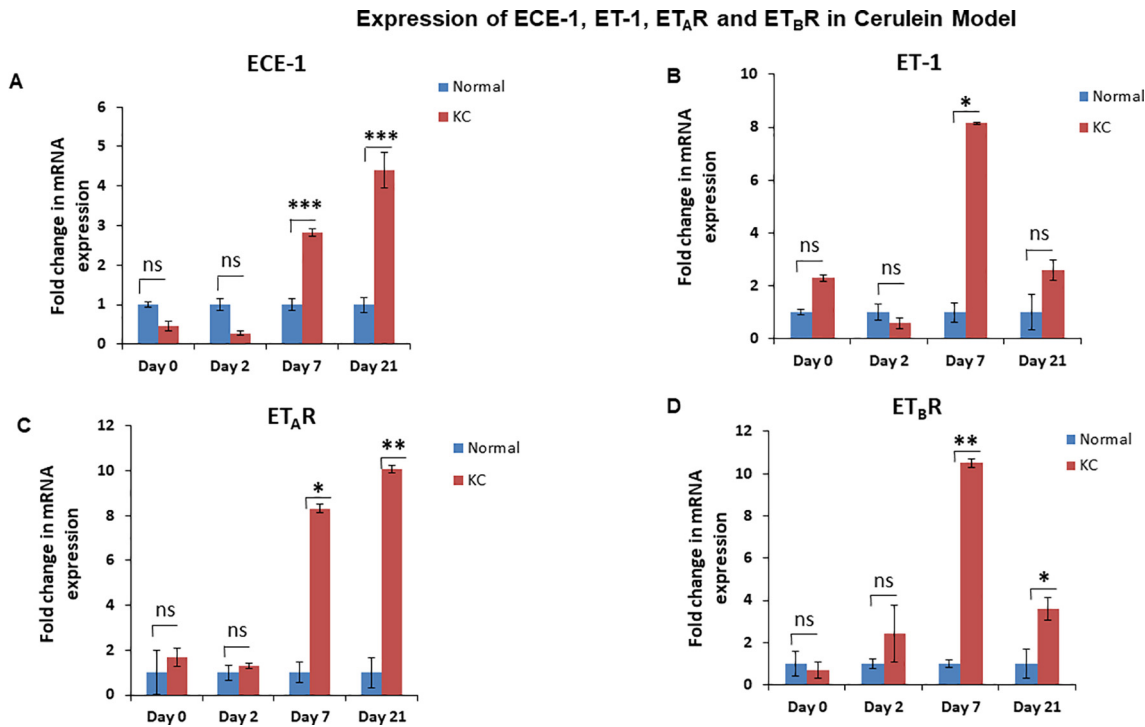 Expression of ECE-1, ET-1, ETAR and ETBR in Cerulein Model
A
ECE-1
Normal
KC
Fold change in mRNA
expression
6
5
4
3
2
1
0
ns
ns
***
***
Day 0
Day 2
Day 7
Day 21
B
ET-1
Normal
KC
Fold change in mRNA
expression
10
8
6
4
2
0
ns
ns
*
ns
Day 0
Day 2
Day 7
Day 21
C
ETAR
Normal
KC
Fold change in mRNA
expression
12
10
8
6
4
2
0
ns
ns
*
**
Day 0
Day 2
Day 7
Day 21
D
ETBR
Normal
KC
Fold change in mRNA
expression
12
10
8
6
4
2
0
ns
ns
**
*
Day 0
Day 2
Day 7
Day 21